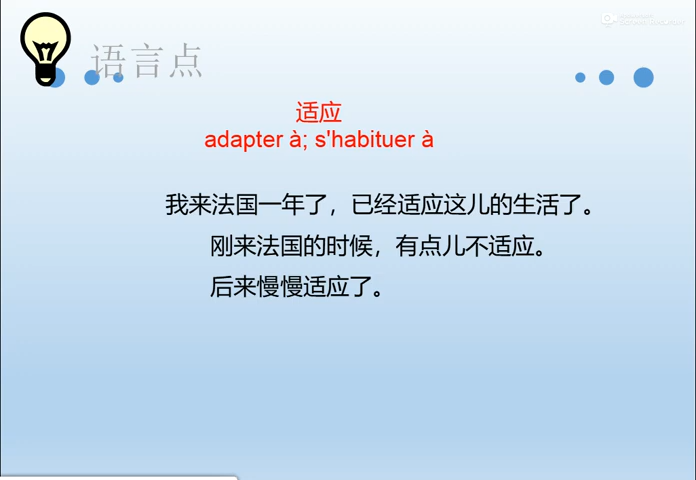 语言点
适应
adapter à; s'habituer à
我来法国一年了，已经适应这儿的生活了。
刚来法国的时候，有点儿不适应。
后来慢慢适应了。